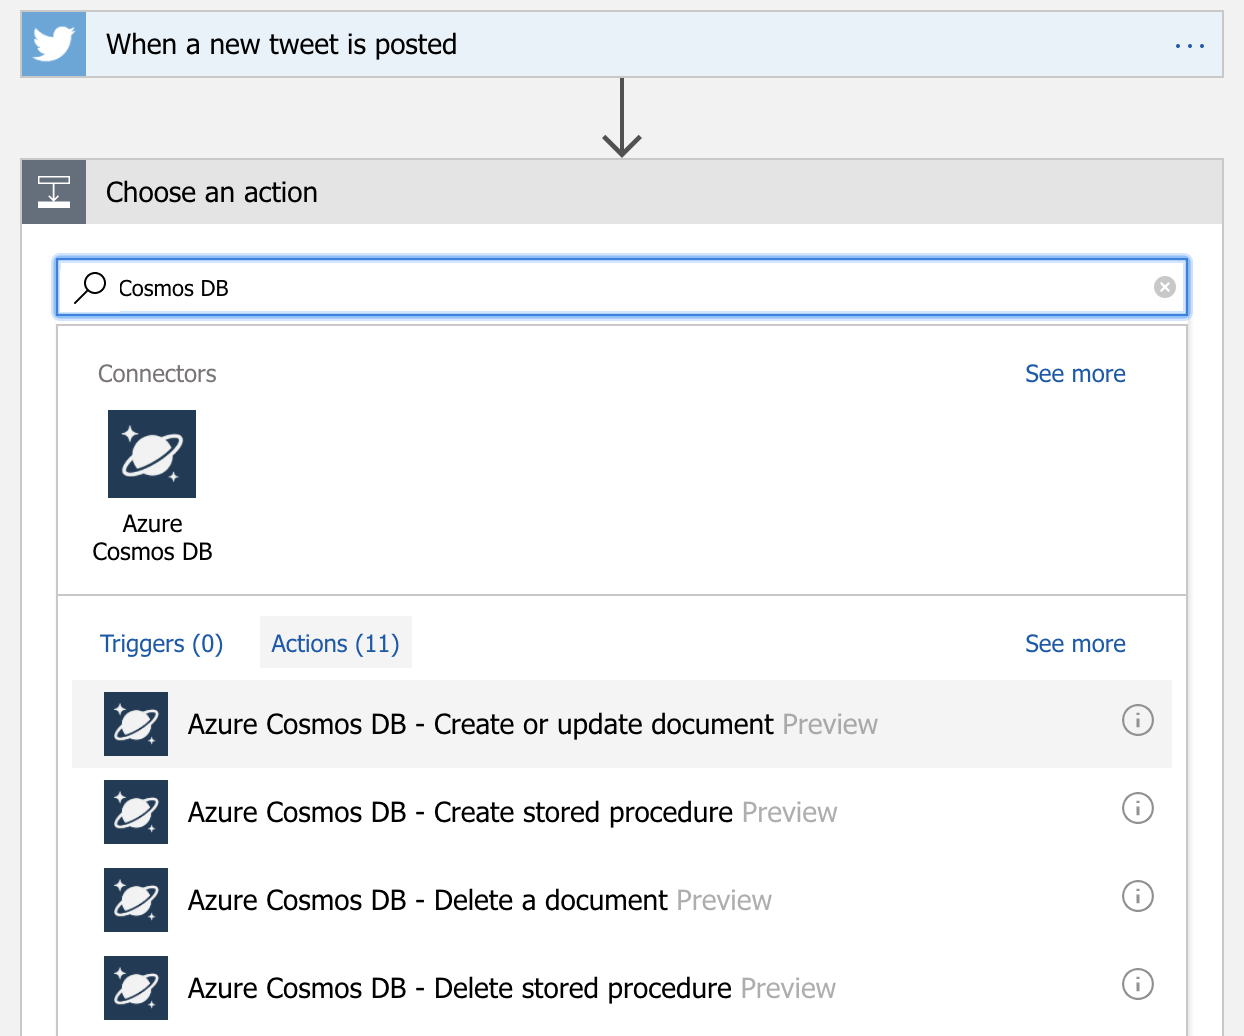 When a new tweet is posted
Choose an action
Cosmos DB
Connectors
See more
Azure
Cosmos DB
Triggers (0)
Actions (11)
See more
Azure Cosmos DB - Create or update document Preview
Azure Cosmos DB - Create stored procedure Preview
Azure Cosmos DB - Delete a document Preview
Azure Cosmos DB - Delete stored procedure Preview